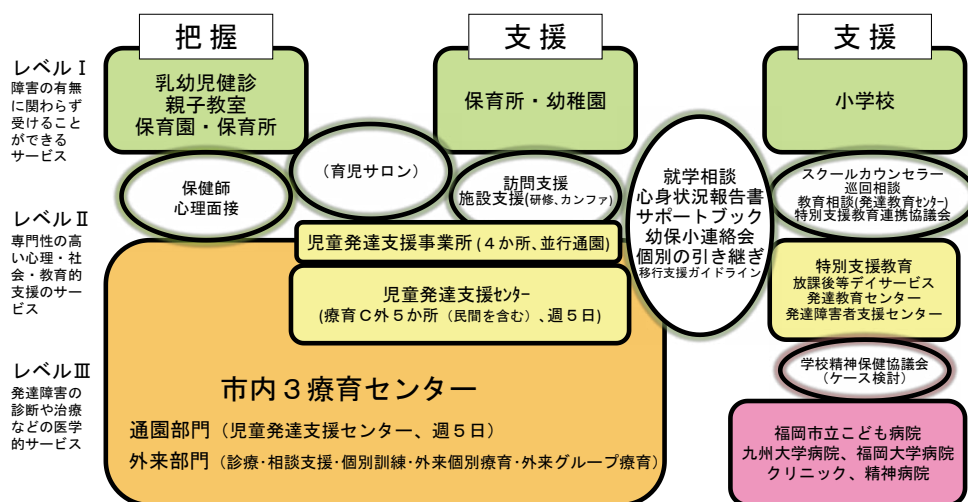 把 握
支 援
支 援
レベルⅠ
障害の有無
に関わらず
受けること
ができる
サービス
乳幼児健診
親子教室
保育園・保育所
保育所・幼稚園
小学校
保健師
心理面接
（育児サロン）
訪問支援
施設支援(研修、カンファ)
就学相談
心身状況報告書
サポートブック
幼保小連絡会
個別の引き継ぎ
移行支援ガイドライン
スクールカウンセラー
巡回相談
教育相談(発達教育ｾﾝﾀｰ)
特別支援教育連携協議会
レベルⅡ
専門性の高
い心理・社
会・教育的
支援のサー
ビス
児童発達支援事業所（４か所、並行通園）
児童発達支援ｾﾝﾀｰ
(療育Ｃ外５か所（民間を含む）、週５日)
特別支援教育
放課後等デイサービス
発達教育センター
発達障害者支援センター
レベルⅢ
発達障害の
診断や治療
などの医学
的サービス
市内３療育センター
通園部門（児童発達支援センター、週５日）
外来部門（診療・相談支援・個別訓練・外来個別療育・外来グループ療育）
学校精神保健協議会
（ケース検討）
福岡市立こども病院
九州大学病院、福岡大学病院
クリニック、精神病院